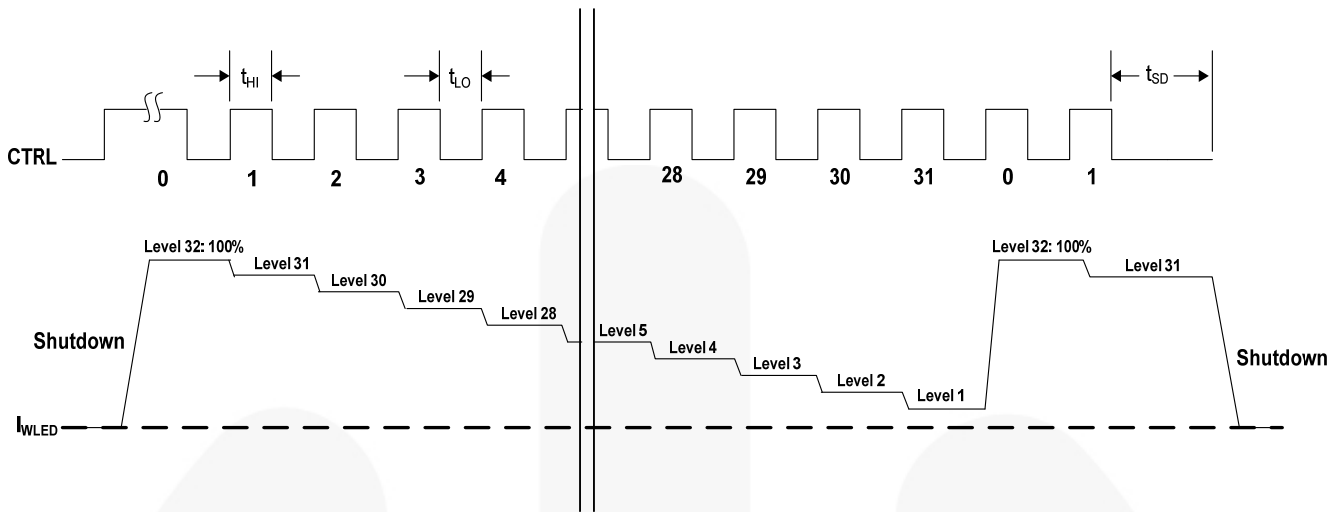 tHI tLO tSD
CTRL
0 1 2 3 4 28 29 30 31 0 1
Level 32: 100% Level 32: 100%
Level 31 Level 31
Level 30
Level 29
Level 28
Level 5
Level 4
Level 3
Level 2
Level 1
Shutdown
Shutdown
IWLED